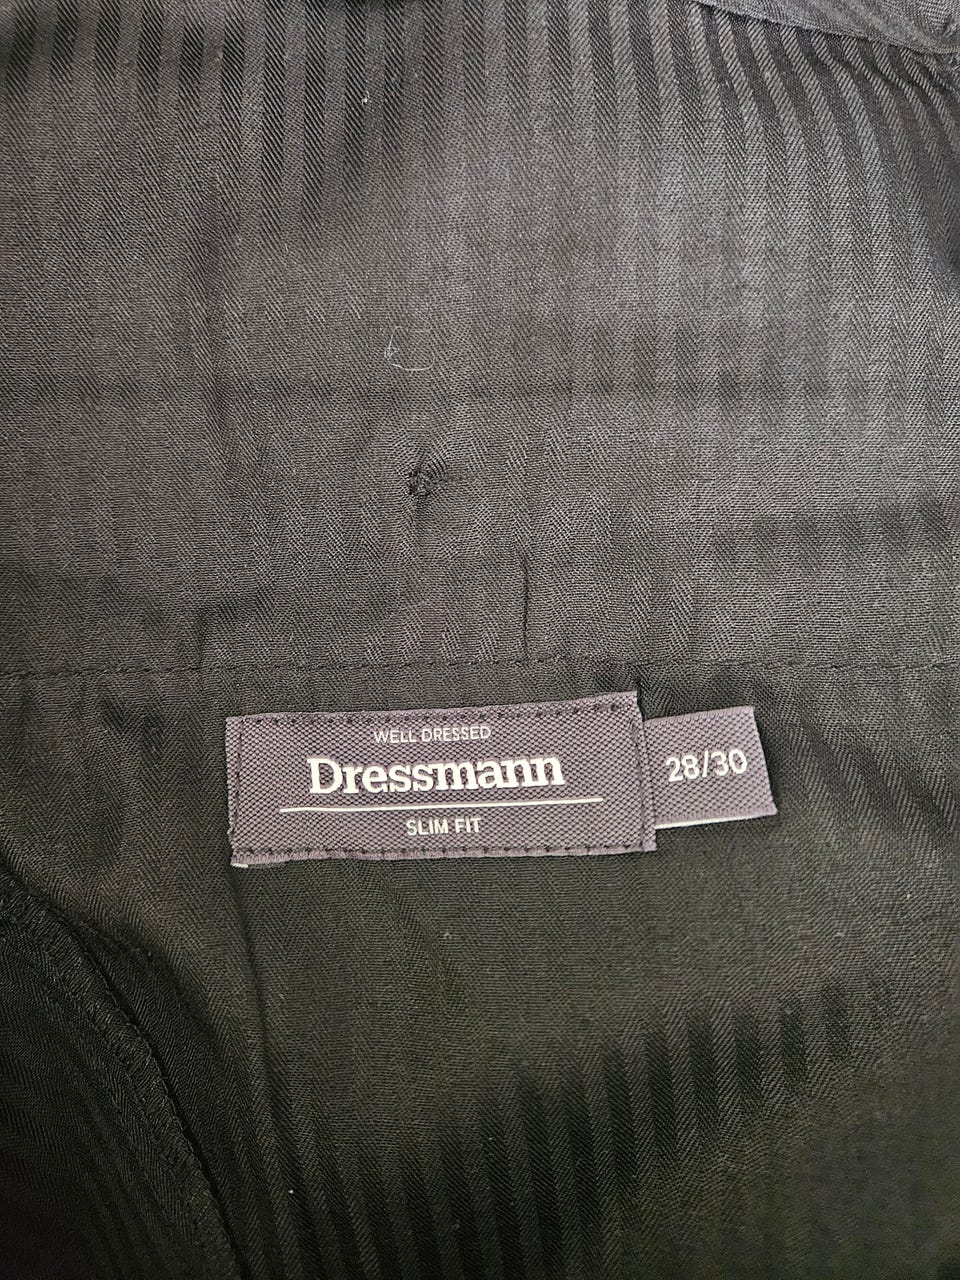 WELL DRESSED
Dressmann
SLIM FIT
28/30